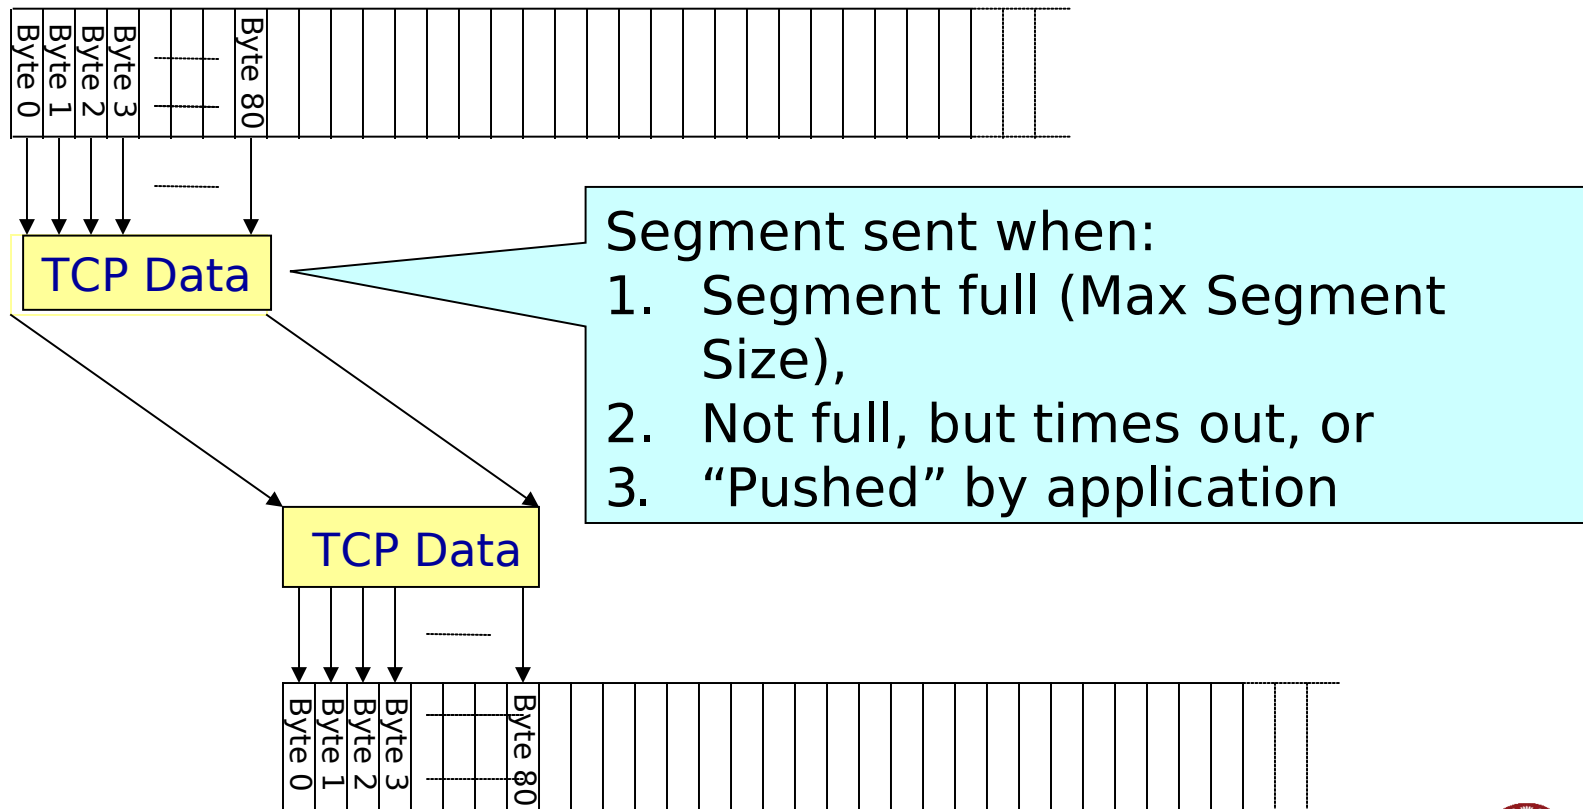 Byte 0
Byte 1
Byte 2
Byte 3
Byte 80
TCP Data
Segment sent when:
1. Segment full (Max Segment
Size),
2. Not full, but times out, or
3. “Pushed” by application
TCP Data
Byte 0
Byte 1
Byte 2
Byte 3
Byte 80